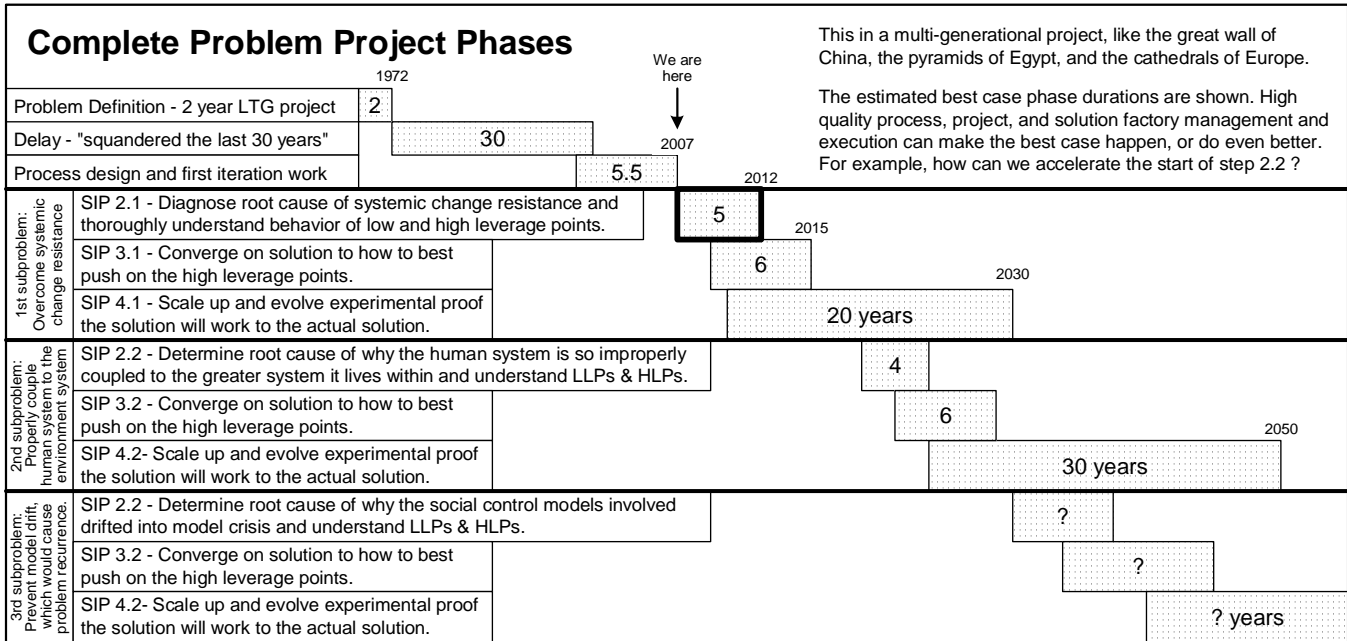 Complete Problem Project Phases
This in a multi-generational project, like the great wall of
China, the pyramids of Egypt, and the cathedrals of Europe.
The estimated best case phase durations are shown. High
quality process, project, and solution factory management and
execution can make the best case happen, or do even better.
For example, how can we accelerate the start of step 2.2 ?
We are
here
1972
Problem Definition - 2 year LTG project
2
Delay - "squandered the last 30 years"
30
2007
Process design and first iteration work
5.5
2012
1st subproblem:
Overcome systemic
change resistance
SIP 2.1 - Diagnose root cause of systemic change resistance and
thoroughly understand behavior of low and high leverage points.
5
2015
SIP 3.1 - Converge on solution to how to best
push on the high leverage points.
6
2030
SIP 4.1 - Scale up and evolve experimental proof
the solution will work to the actual solution.
20 years
2nd subproblem:
Properly couple
human system to the
environment system
SIP 2.2 - Determine root cause of why the human system is so improperly
coupled to the greater system it lives within and understand LLPs & HLPs.
4
SIP 3.2 - Converge on solution to how to best
push on the high leverage points.
6
2050
SIP 4.2- Scale up and evolve experimental proof
the solution will work to the actual solution.
30 years
3rd subproblem:
Prevent model drift,
which would cause
problem recurrence.
SIP 2.2 - Determine root cause of why the social control models involved
drifted into model crisis and understand LLPs & HLPs.
?
SIP 3.2 - Converge on solution to how to best
push on the high leverage points.
?
SIP 4.2- Scale up and evolve experimental proof
the solution will work to the actual solution.
? years